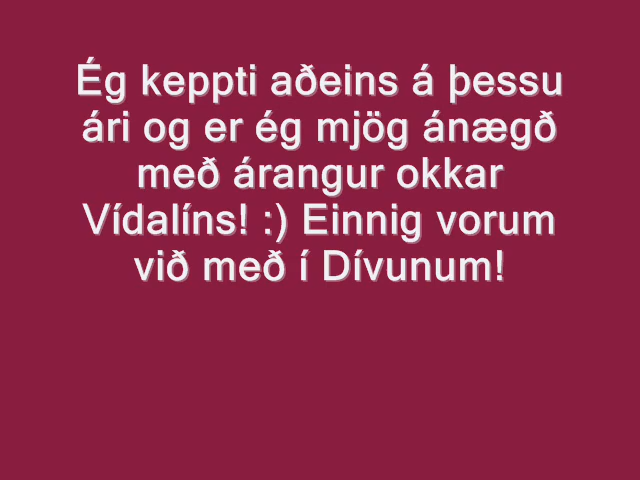 Ég keppti aðeins á þessu
ári og er ég mjög ánægð
með árangur okkar
Vídalíns! :) Einnig vorum
við með í Dívunum!